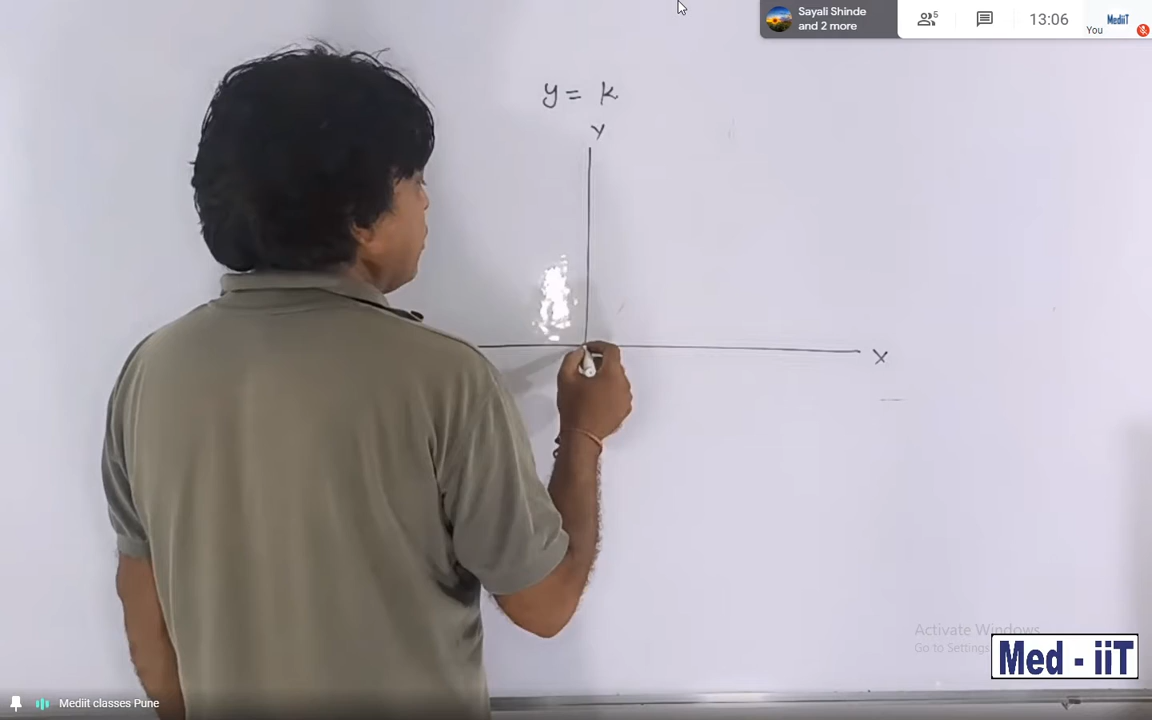 Sayali Shinde
and 2 more
5
13:06
You
MediiT
y = k
Y
X
Activate Windows
Go to Settings
Med - iiT
Mediit classes Pune